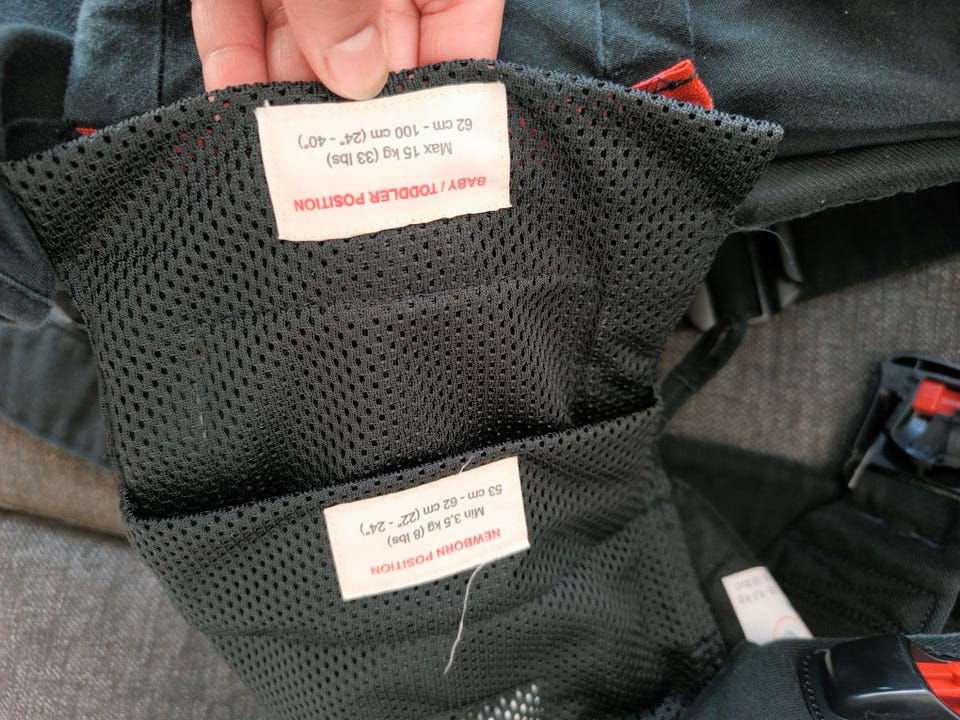 BABY / TODDLER POSITION
Max 15 kg (33 lbs)
62 cm - 100 cm (24" - 40")
NEWBORN POSITION
Min 3,5 kg (8 lbs)
53 cm - 62 cm (22" - 24")